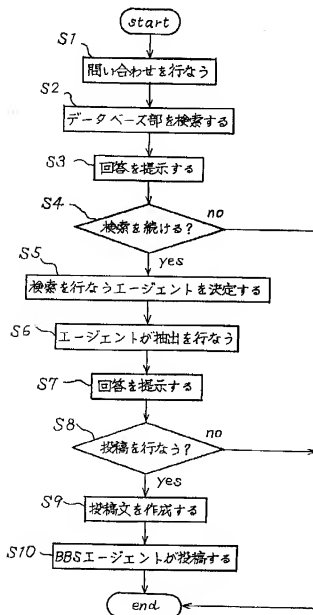 start
S1
問い合わせを行なう
S2
データベース部を検索する
S3
回答を提示する
S4
検索を続ける?
no
yes
S5
検索を行なうエージェントを決定する
S6
エージェントが抽出を行なう
S7
回答を提示する
S8
投稿を行なう?
no
yes
S9
投稿文を作成する
S10
BBSエージェントが投稿する
end